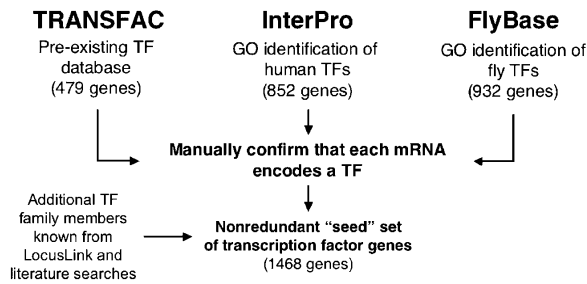 TRANSFAC
Pre-existing TF
database
(479 genes)
InterPro
GO identification of
human TFs
(852 genes)
FlyBase
GO identification of
fly TFs
(932 genes)
Manually confirm that each mRNA
encodes a TF
Additional TF
family members
known from
LocusLink and
literature searches
Nonredundant “seed” set
of transcription factor genes
(1468 genes)